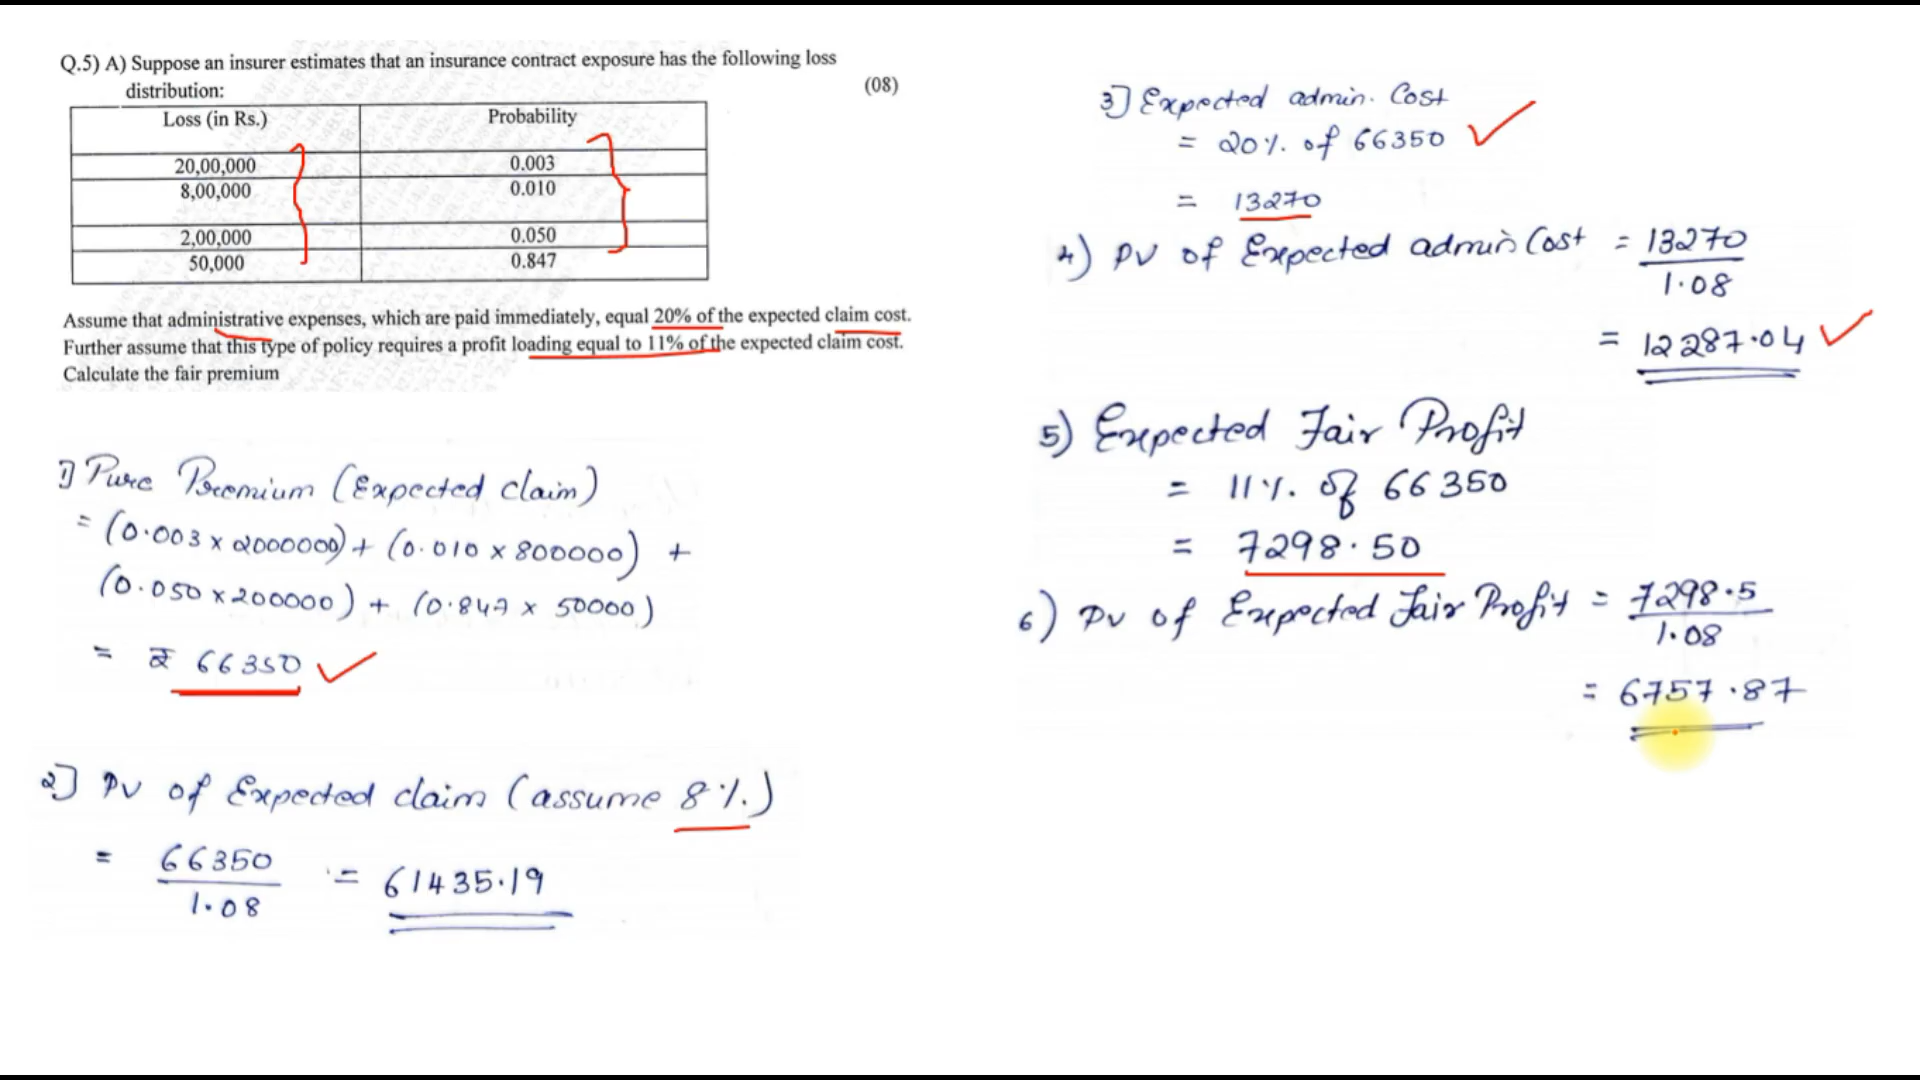 Q.5) A) Suppose an insurer estimates that an insurance contract exposure has the following loss
distribution: (08)
Loss (in Rs.) Probability
20,00,000 0.003
8,00,000 0.010
2,00,000 0.050
50,000 0.847
Assume that administrative expenses, which are paid immediately, equal 20% of the expected claim cost.
Further assume that this type of policy requires a profit loading equal to 11% of the expected claim cost.
Calculate the fair premium
1] Pure Premium (Expected claim)
= (0.003 x 2000000) + (0.010 x 800000) +
(0.050 x 200000) + (0.847 x 50000)
= ₹ 66350
2] PV of Expected claim (assume 8%.)
= 66350
1.08
= 61435.19
3] Expected admin. Cost
= 20%. of 66350
= 13270
4) PV of Expected admin Cost = 13270
1.08
= 12287.04
5) Expected Fair Profit
= 11%. of 66350
= 7298.50
6) PV of Expected Fair Profit = 7298.5
1.08
= 6757.87